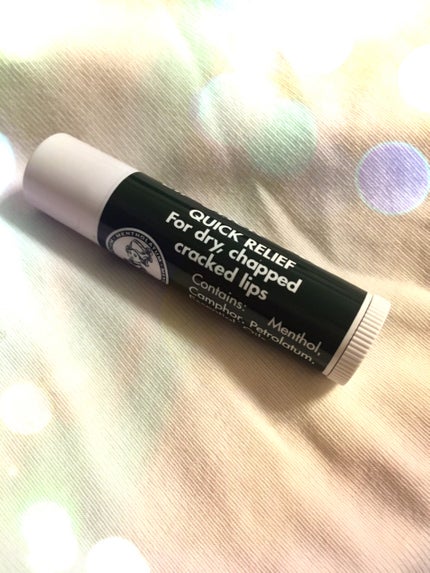 QUICK RELIEF
For dry, chapped
cracked lips
Contains: Menthol,
Camphor, Petrolatum,